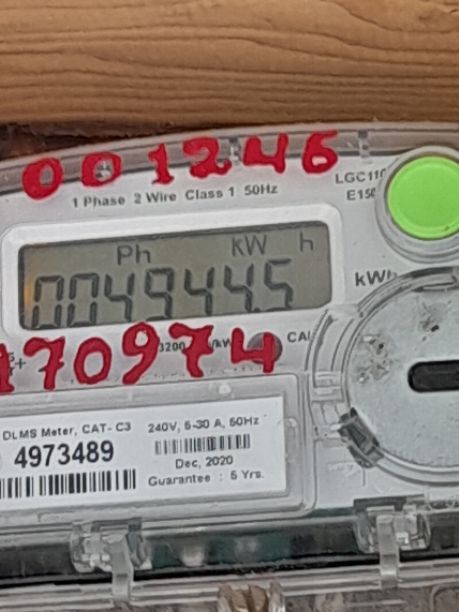 001246
1 Phase 2 Wire Class 1 50Hz
LGC110
E150
Ph kW h
004944.5
kWh
170974
3200
CAL
DLMS Meter, CAT- C3
4973489
240V, 5-30 A, 50Hz
Dec, 2020
Guarantee : 5 Yrs.